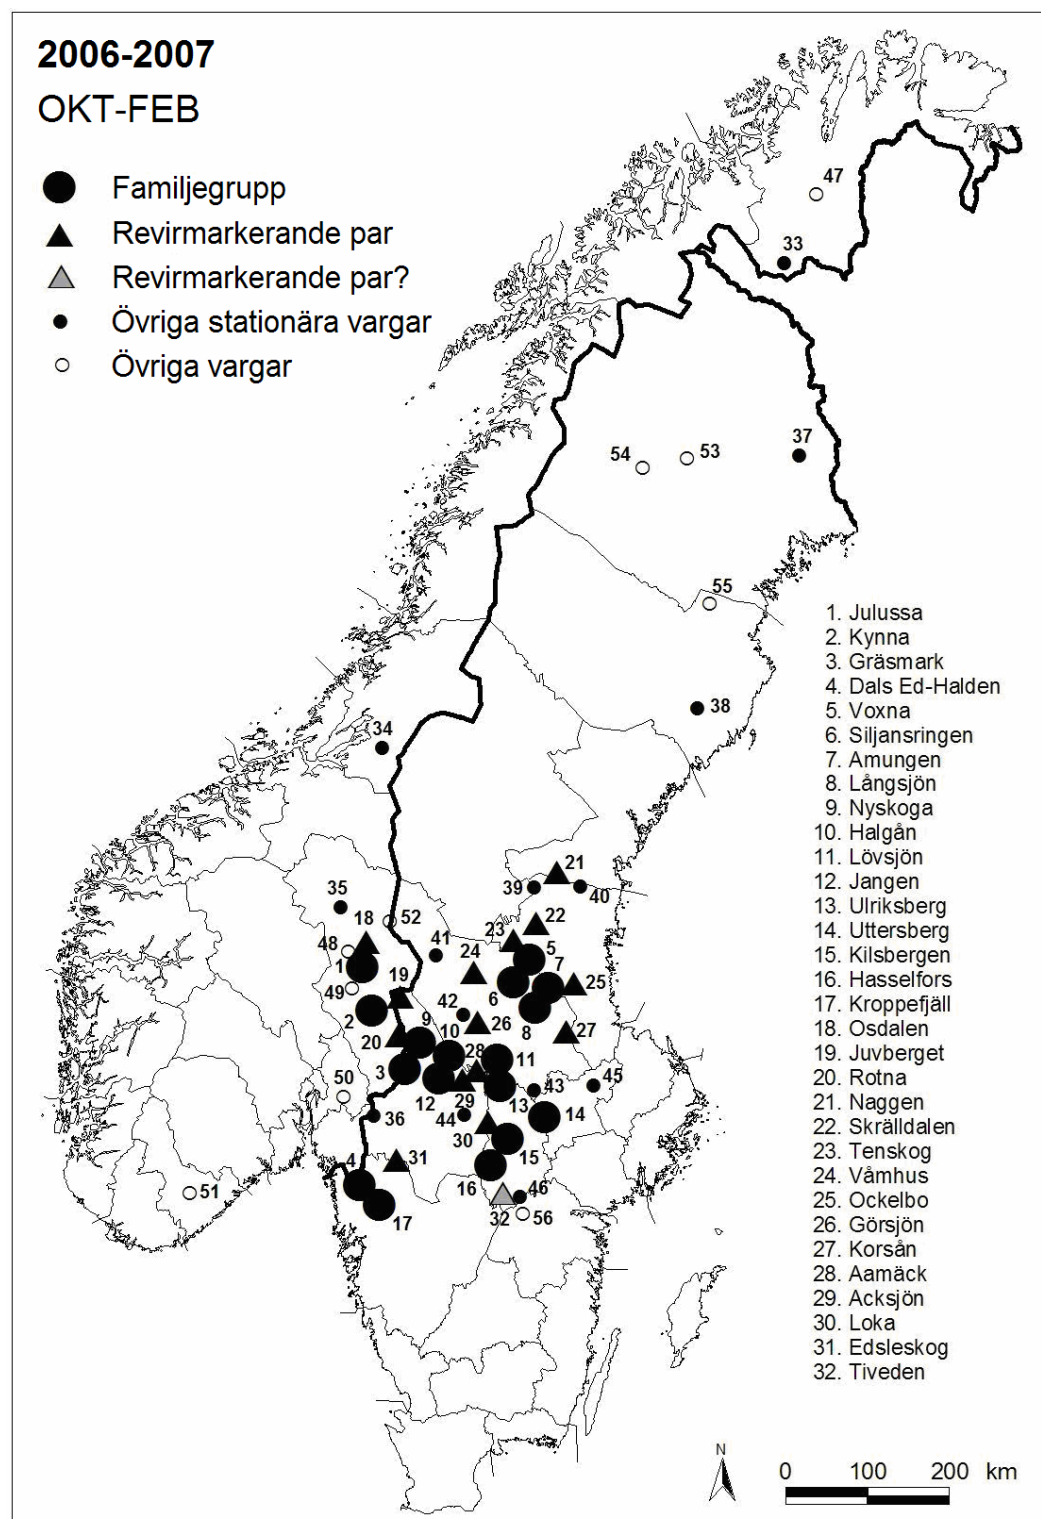 2006-2007
OKT-FEB
Familjegrupp
Revirmarkerande par
Revirmarkerande par?
Övriga stationära vargar
Övriga vargar
47
33
37
54
53
55
38
34
21
39
40
35
18
52
22
23
41
48
5
24
7
1
19
49
6
25
42
2
9
26
8
27
20
10
28
11
3
50
12
29
13
43
45
36
44
14
30
31
15
4
16
46
51
32
56
17
1. Julussa
2. Kynna
3. Gräsmark
4. Dals Ed-Halden
5. Voxna
6. Siljansringen
7. Amungen
8. Långsjön
9. Nyskoga
10. Halgån
11. Lövsjön
12. Jangen
13. Ulriksberg
14. Uttersberg
15. Kilsbergen
16. Hasselfors
17. Kroppefjäll
18. Osdalen
19. Juvberget
20. Rotna
21. Naggen
22. Skrälldalen
23. Tenskog
24. Våmhus
25. Ockelbo
26. Görsjön
27. Korsån
28. Aamäck
29. Acksjön
30. Loka
31. Edsleskog
32. Tiveden
N
0 100 200 km